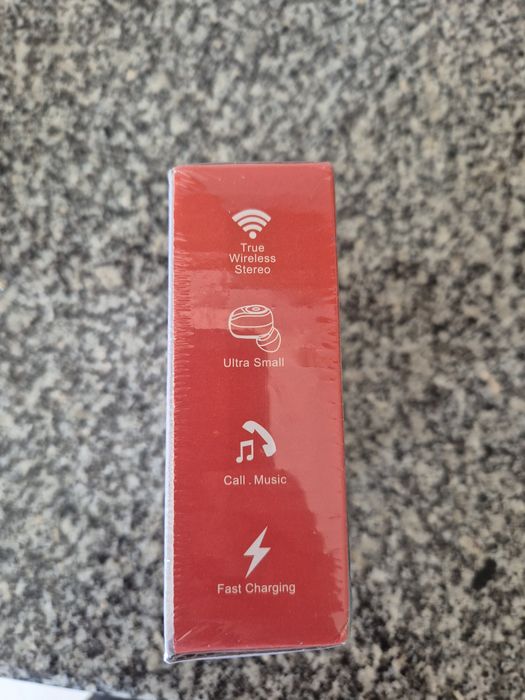 True
Wireless
Stereo
Ultra Small
Call . Music
Fast Charging